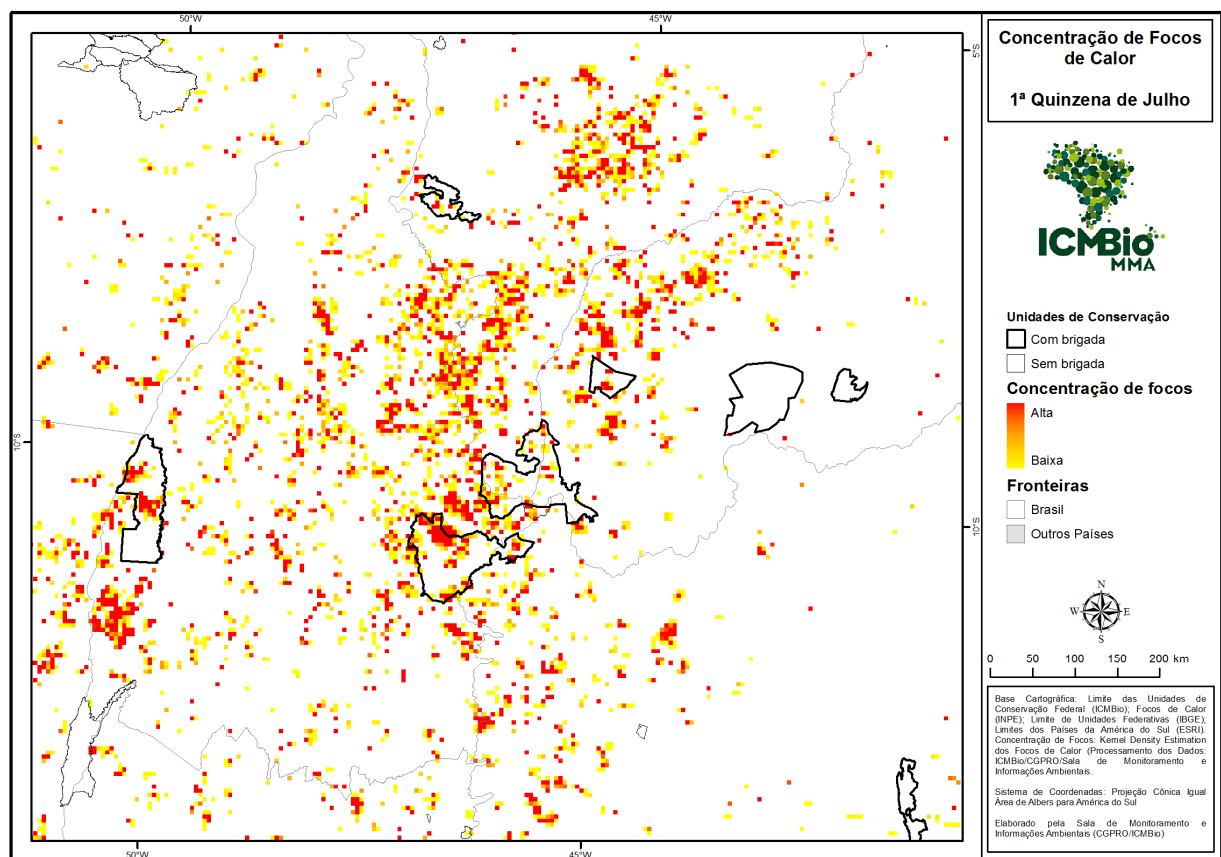 50°W
45°W
5°S
10°S
10°S
50°W
45°W
Concentração de Focos
de Calor
1ª Quinzena de Julho
ICMBio
MMA
Unidades de Conservação
Com brigada
Sem brigada
Concentração de focos
Alta
Baixa
Fronteiras
Brasil
Outros Países
N
W
E
S
0 50 100 150 200 km
Base Cartográfica: Limite das Unidades de
Conservação Federal (ICMBio); Focos de Calor
(INPE); Limite de Unidades Federativas (IBGE);
Limites dos Países da América do Sul (ESRI).
Concentração de Focos: Kernel Density Estimation
dos Focos de Calor (Processamento dos Dados:
ICMBio/CGPRO/Sala de Monitoramento e
Informações Ambientais.
Sistema de Coordenadas: Projeção Cônica Igual
Área de Albers para América do Sul
Elaborado pela Sala de Monitoramento e
Informações Ambientais (CGPRO/ICMBio)